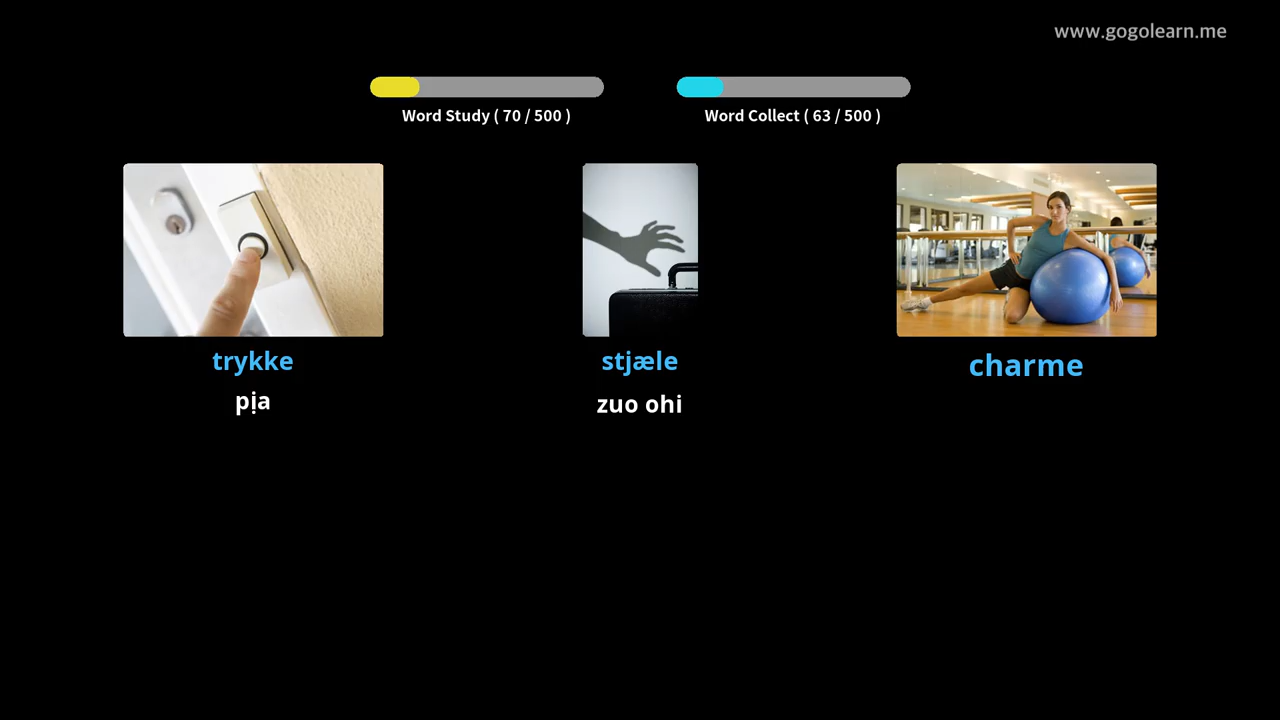 www.gogolearn.me
Word Study ( 70 / 500 )
Word Collect ( 63 / 500 )
trykke
stjæle
charme
pịa
zuo ohi